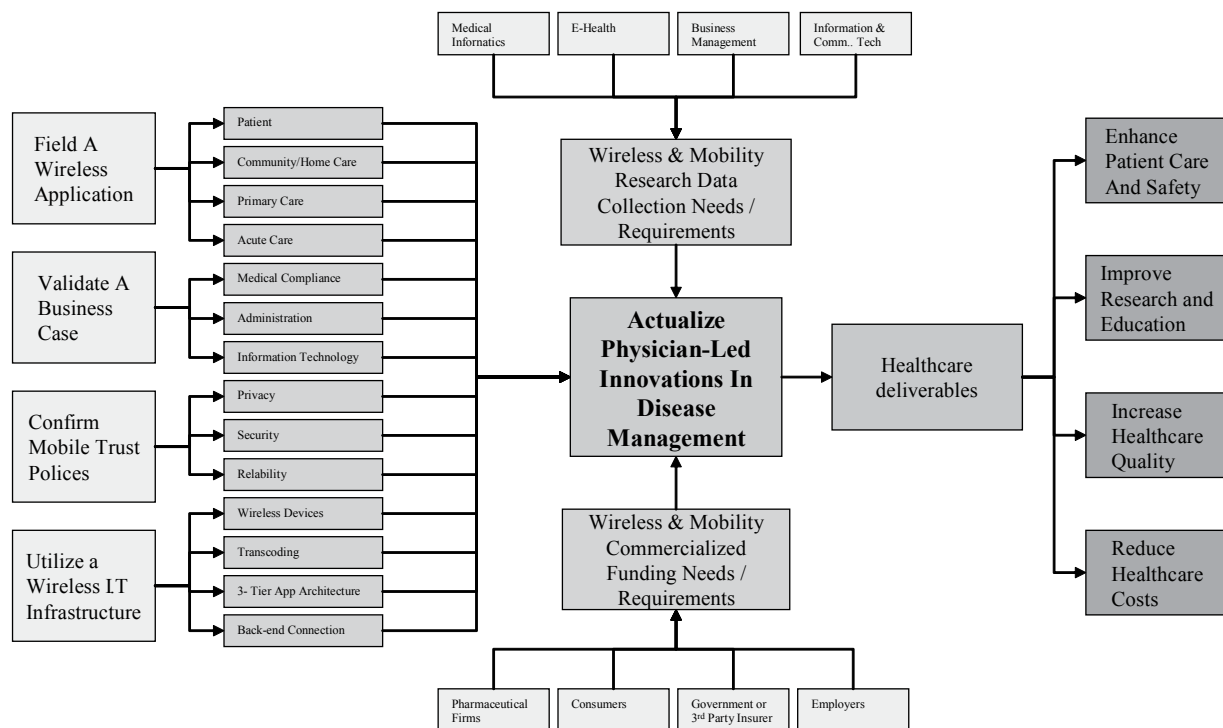 Medical
Infornatics
E-Health
Business
Management
Information &
Comm.. Tech
Field A
Wireless
Application
Validate A
Business
Case
Confirm
Mobile Trust
Polices
Utilize a
Wireless I.T
Infrastructure
Patient
Community/Home Care
Primary Care
Acute Care
Medical Compliance
Administration
Information Technology
Privacy
Security
Relability
Wireless Devices
Transcoding
3- Tier App Architecture
Back-end Connection
Wireless & Mobility
Research Data
Collection Needs /
Requirements
Actualize
Physician-Led
Innovations In
Disease
Management
Wireless & Mobility
Commercialized
Funding Needs /
Requirements
Pharmaceutical
Firms
Consumers
Government or
3rd Party Insurer
Employers
Healthcare
deliverables
Enhance
Patient Care
And Safety
Improve
Research and
Education
Increase
Healthcare
Quality
Reduce
Healthcare
Costs